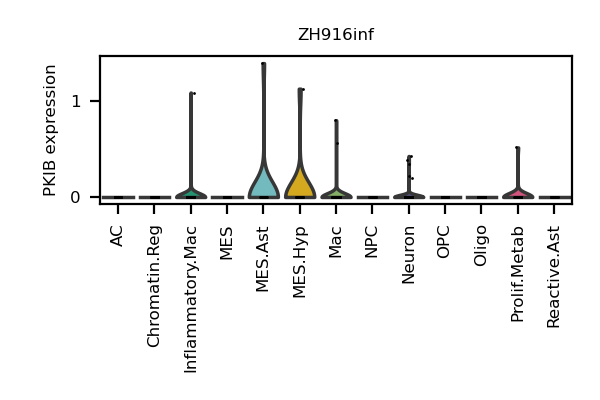 ZH916inf
PKIB expression
1
0
AC
Chromatin.Reg
Inflammatory.Mac
MES
MES.Ast
MES.Hyp
Mac
NPC
Neuron
OPC
Oligo
Prolif.Metab
Reactive.Ast